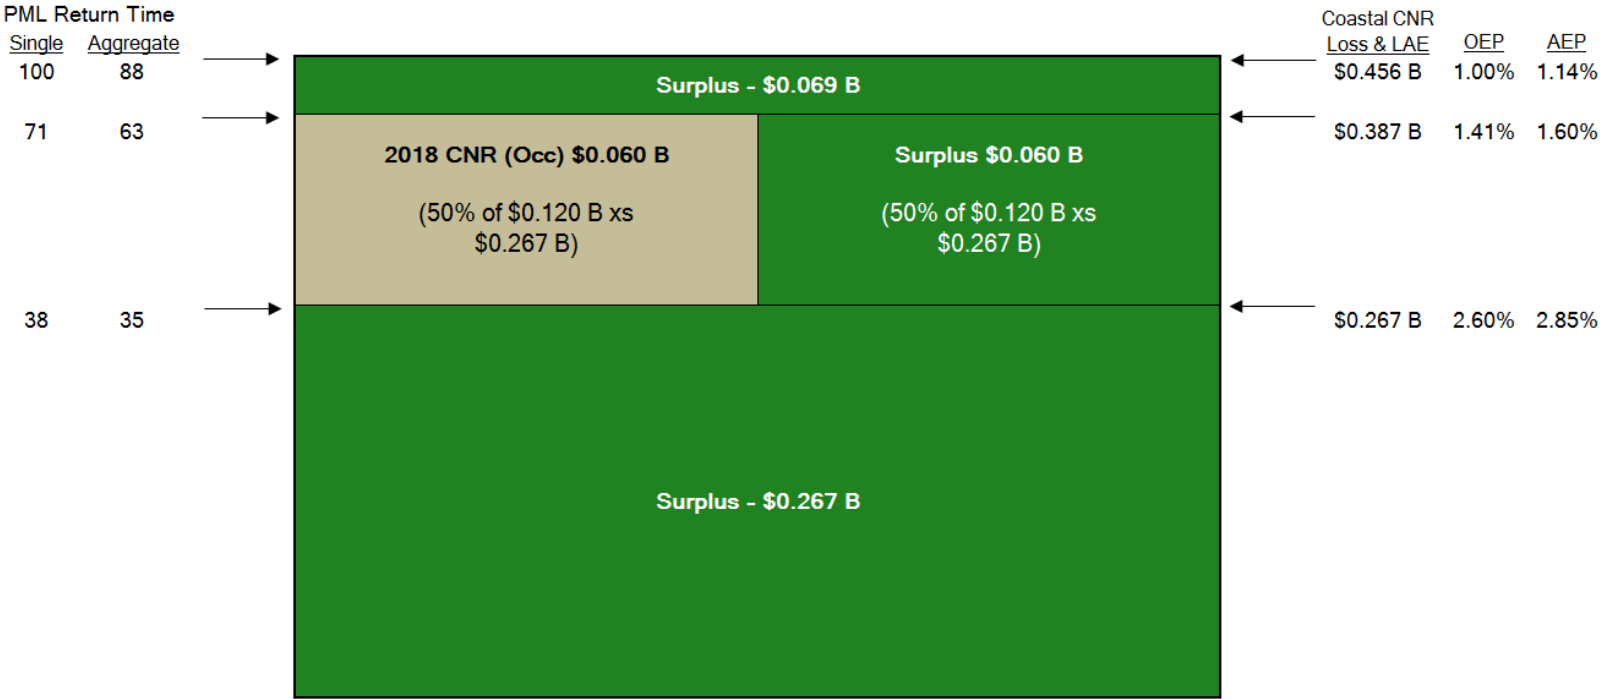 PML Return Time
Single Aggregate
100 88
71 63
38 35
Surplus - $0.069 B
2018 CNR (Occ) $0.060 B
(50% of $0.120 B xs
$0.267 B)
Surplus $0.060 B
(50% of $0.120 B xs
$0.267 B)
Surplus - $0.267 B
Coastal CNR
Loss & LAE OEP AEP
$0.456 B 1.00% 1.14%
$0.387 B 1.41% 1.60%
$0.267 B 2.60% 2.85%